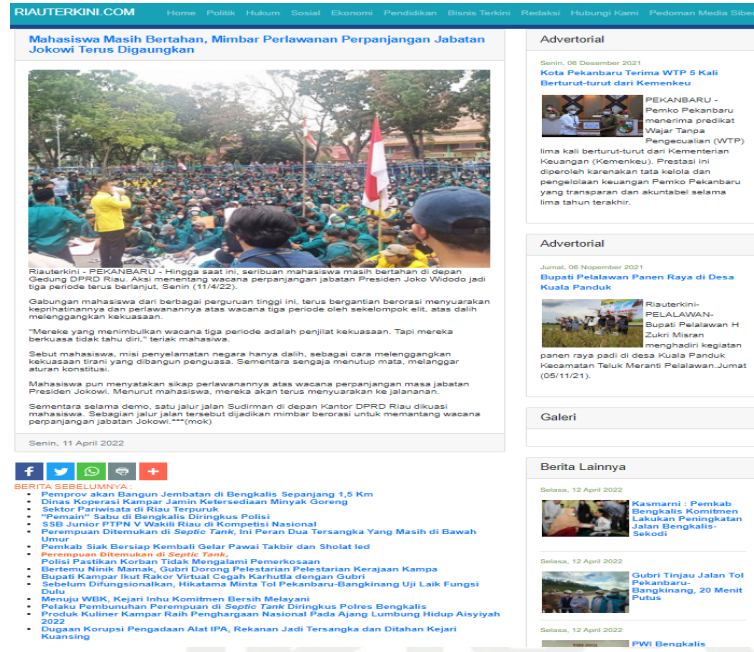 RIAUTERKINI.COM
Home Politik Hukum Sosial Ekonomi Pendidikan Bisnis Terkini Redaksi Hubungi Kami Pedoman Media Siber
Mahasiswa Masih Bertahan, Mimbar Perlawanan Perpanjangan Jabatan
Jokowi Terus Digaungkan
Riauterkini - PEKANBARU - Hingga saat ini, seribuan mahasiswa masih bertahan di depan
Gedung DPRD Riau. Aksi menentang wacana perpanjangan jabatan Presiden Joko Widodo jadi
tiga periode terus berlanjut, Senin (11/4/22).
Gabungan mahasiswa dari berbagai perguruan tinggi ini, terus bergantian berorasi menyuarakan
keprihatinannya dan perlawanannya atas wacana tiga periode oleh sekelompok elit, atas dalih
melenggangkan kekuasaan.
"Mereka yang menimbulkan wacana tiga periode adalah penjilat kekuasaan. Tapi mereka
berkuasa tidak tahu diri," teriak mahasiswa.
Sebut mahasiswa, misi penyelamatan negara hanya dalih, sebagai cara melenggangkan
kekuasaan tirani yang dibangun penguasa. Sementara sengaja menutup mata, melanggar
aturan konstitusi.
Mahasiswa pun menyatakan sikap perlawanannya atas wacana perpanjangan masa jabatan
Presiden Jokowi. Menurut mahasiswa, mereka akan terus menyuarakan ke jalananan.
Sementara selama demo, satu jalur jalan Sudirman di depan Kantor DPRD Riau dikuasi
mahasiswa. Sebagian jalur jalan tersebut dijadikan mimbar berorasi untuk memantang wacana
perpanjangan jabatan Jokowi.***(mok)
Senin, 11 April 2022
BERITA SEBELUMNYA :
Pemprov akan Bangun Jembatan di Bengkalis Sepanjang 1,5 Km
Dinas Koperasi Kampar Jamin Ketersediaan Minyak Goreng
Sektor Pariwisata di Riau Terpuruk
"Pemain" Sabu di Bengkalis Diringkus Polisi
SSB Junior PTPN V Wakili Riau di Kompetisi Nasional
Perempuan Ditemukan di Septic Tank, Ini Peran Dua Tersangka Yang Masih di Bawah
Umur
Pemkab Siak Bersiap Kembali Gelar Pawai Takbir dan Sholat Ied
Perempuan Ditemukan di Septic Tank,
Polisi Pastikan Korban Tidak Mengalami Pemerkosaan
Bertemu Ninik Mamak, Gubri Dorong Pelestarian Pelestarian Kerajaan Kampa
Bupati Kampar Ikut Rakor Virtual Cegah Karhutla dengan Gubri
Sebelum Difungsionalkan, Hikatama Minta Tol Pekanbaru-Bangkinang Uji Laik Fungsi
Dulu
Menuju WBK, Kejari Inhu Komitmen Bersih Melayani
Pelaku Pembunuhan Perempuan di Septic Tank Diringkus Polres Bengkalis
Produk Kuliner Kampar Raih Penghargaan Nasional Pada Ajang Lumbung Hidup Aisyiyah
2022
Dugaan Korupsi Pengadaan Alat IPA, Rekanan Jadi Tersangka dan Ditahan Kejari
Kuansing
Advertorial
Senin, 06 Desember 2021
Kota Pekanbaru Terima WTP 5 Kali
Berturut-turut dari Kemenkeu
PEKANBARU -
Pemko Pekanbaru
menerima predikat
Wajar Tanpa
Pengecualian (WTP)
lima kali berturut-turut dari Kementerian
Keuangan (Kemenkeu). Prestasi ini
diperoleh karenakan tata kelola dan
pengelolaan keuangan Pemko Pekanbaru
yang transparan dan akuntabel selama
lima tahun terakhir.
Advertorial
Jumat, 05 Nopember 2021
Bupati Pelalawan Panen Raya di Desa
Kuala Panduk
Riauterkini-
PELALAWAN-
Bupati Pelalawan H
Zukri Misran
menghadiri kegiatan
panen raya padi di desa Kuala Panduk
Kecamatan Teluk Meranti Pelalawan.Jumat
(05/11/21).
Galeri
Berita Lainnya
Selasa, 12 April 2022
Kasmarni : Pemkab
Bengkalis Komitmen
Lakukan Peningkatan
Jalan Bengkalis-
Sekodi
Selasa, 12 April 2022
Gubri Tinjau Jalan Tol
Pekanbaru-
Bangkinang, 20 Menit
Putus
Selasa, 12 April 2022
PWI Bengkalis